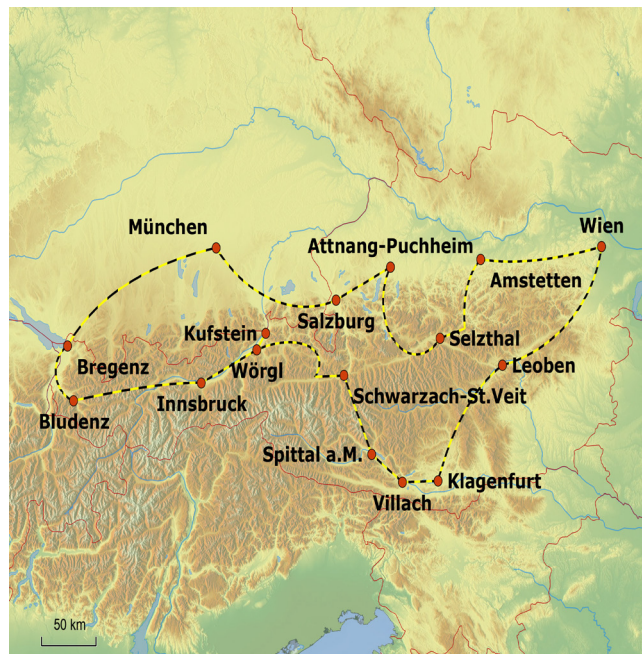 Wien
München
Attnang-Puchheim
Amstetten
Salzburg
Kufstein
Selzthal
Bregenz
Wörgl
Leoben
Innsbruck
Schwarzach-St.Veit
Bludenz
Spittal a.M.
Klagenfurt
Villach
50 km